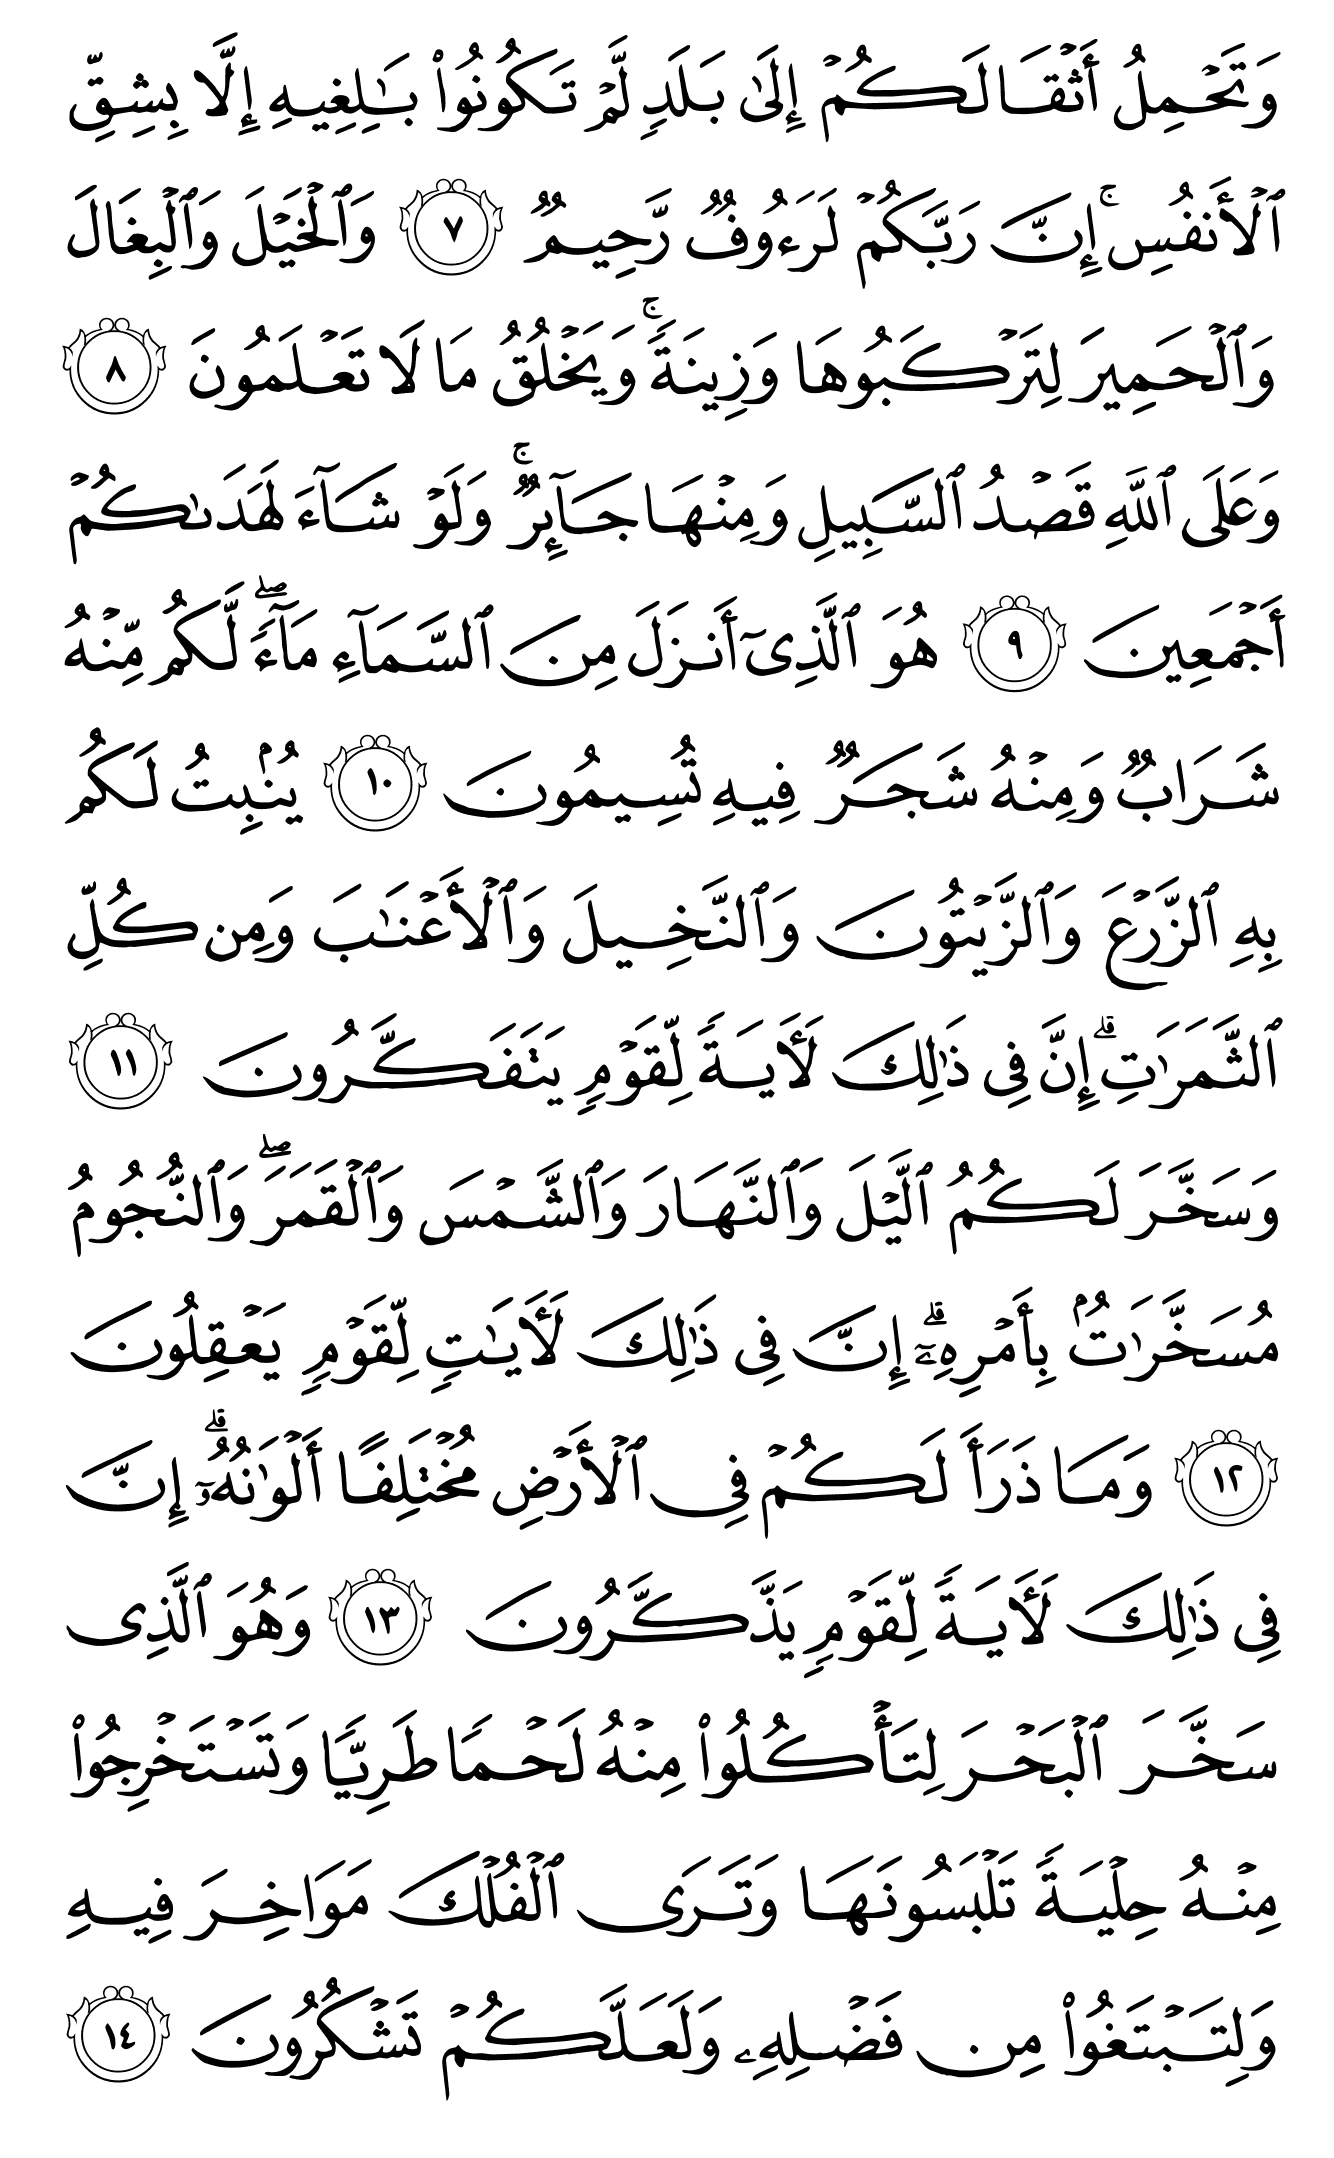 وَتَحۡمِلُ أَثۡقَالَكُمۡ إِلَىٰ بَلَدٖ لَّمۡ تَكُونُواْ بَٰلِغِيهِ إِلَّا بِشِقِّ
ٱلۡأَنفُسِۚ إِنَّ رَبَّكُمۡ لَرَءُوفٞ رَّحِيمٞ ٧ وَٱلۡخَيۡلَ وَٱلۡبِغَالَ
وَٱلۡحَمِيرَ لِتَرۡكَبُوهَا وَزِينَةٗۚ وَيَخۡلُقُ مَا لَا تَعۡلَمُونَ ٨
وَعَلَى ٱللَّهِ قَصۡدُ ٱلسَّبِيلِ وَمِنۡهَا جَآئِرٞۚ وَلَوۡ شَآءَ لَهَدَىٰكُمۡ
أَجۡمَعِينَ ٩ هُوَ ٱلَّذِيٓ أَنزَلَ مِنَ ٱلسَّمَآءِ مَآءٗۖ لَّكُم مِّنۡهُ
شَرَابٞ وَمِنۡهُ شَجَرٞ فِيهِ تُسِيمُونَ ١٠ يُنۢبِتُ لَكُم
بِهِ ٱلزَّرۡعَ وَٱلزَّيۡتُونَ وَٱلنَّخِيلَ وَٱلۡأَعۡنَٰبَ وَمِن كُلِّ
ٱلثَّمَرَٰتِۚ إِنَّ فِي ذَٰلِكَ لَأٓيَةٗ لِّقَوۡمٖ يَتَفَكَّرُونَ ١١
وَسَخَّرَ لَكُمُ ٱلَّيۡلَ وَٱلنَّهَارَ وَٱلشَّمۡسَ وَٱلۡقَمَرَۖ وَٱلنُّجُومُ
مُسَخَّرَٰتُۢ بِأَمۡرِهِۦٓۗ إِنَّ فِي ذَٰلِكَ لَأٓيَٰتٖ لِّقَوۡمٖ يَعۡقِلُونَ
١٢ وَمَا ذَرَأَ لَكُمۡ فِي ٱلۡأَرۡضِ مُخۡتَلِفًا أَلۡوَٰنُهُۥٓۗ إِنَّ
فِي ذَٰلِكَ لَأٓيَةٗ لِّقَوۡمٖ يَذَّكَّرُونَ ١٣ وَهُوَ ٱلَّذِي
سَخَّرَ ٱلۡبَحۡرَ لِتَأۡكُلُواْ مِنۡهُ لَحۡمٗا طَرِيّٗا وَتَسۡتَخۡرِجُواْ
مِنۡهُ حِلۡيَةٗ تَلۡبَسُونَهَا وَتَرَى ٱلۡفُلۡكَ مَوَاخِرَ فِيهِ
وَلِتَبۡتَغُواْ مِن فَضۡلِهِۦ وَلَعَلَّكُمۡ تَشۡكُرُونَ ١٤